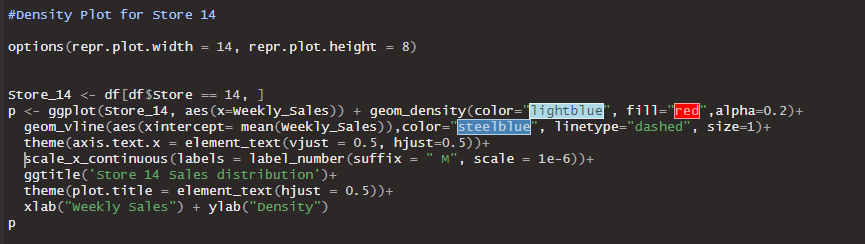 #Density Plot for Store 14
options(repr.plot.width = 14, repr.plot.height = 8)
Store_14 <- df[df$Store == 14, ]
p <- ggplot(Store_14, aes(x=Weekly_Sales)) + geom_density(color="lightblue", fill="red",alpha=0.2)+
geom_vline(aes(xintercept= mean(Weekly_Sales)),color="steelblue", linetype="dashed", size=1)+
theme(axis.text.x = element_text(vjust = 0.5, hjust=0.5))+
scale_x_continuous(labels = label_number(suffix = " M", scale = 1e-6))+
ggtitle('Store 14 Sales distribution')+
theme(plot.title = element_text(hjust = 0.5))+
xlab("Weekly Sales") + ylab("Density")
p